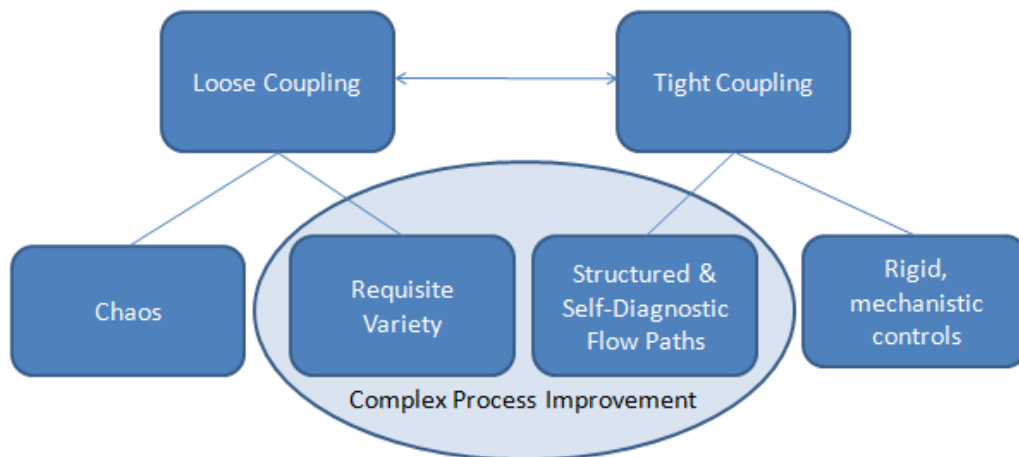 Loose Coupling
Tight Coupling
Chaos
Requisite
Variety
Structured &
Self-Diagnostic
Flow Paths
Rigid,
mechanistic
controls
Complex Process Improvement